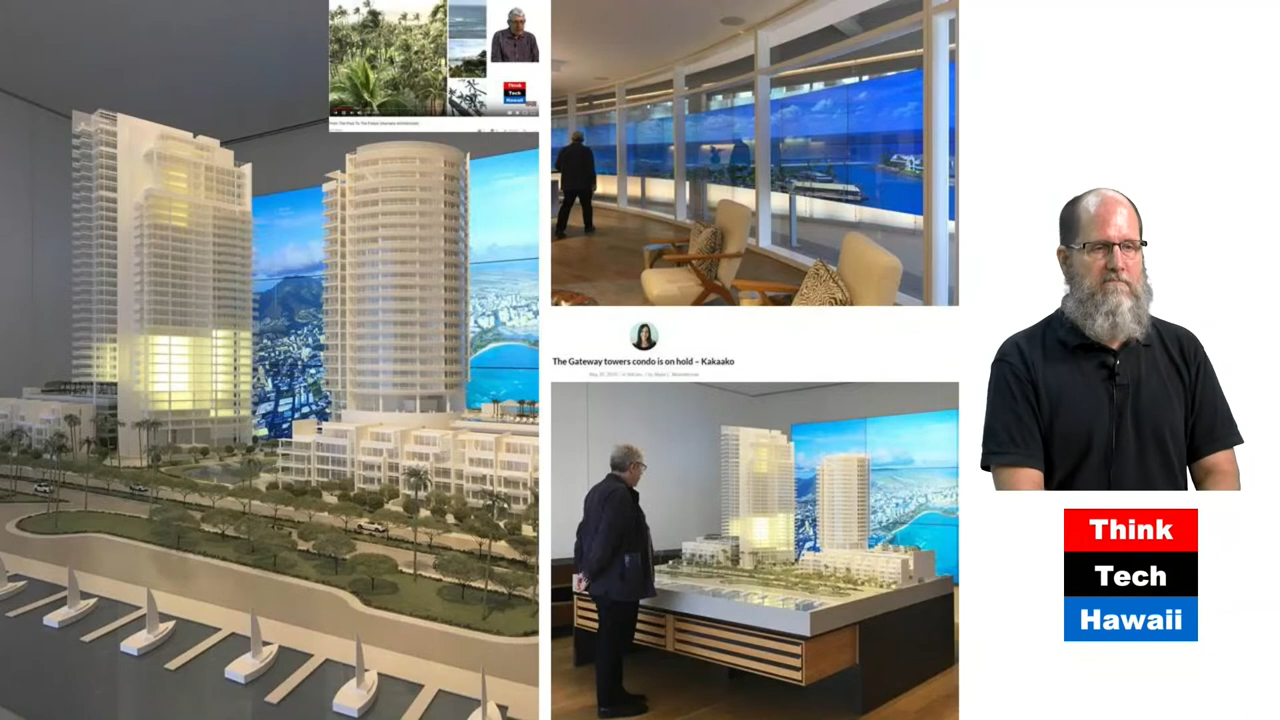 Think
Tech
Hawaii
The Gateway towers condo is on hold – Kakaako
Think
Tech
Hawaii